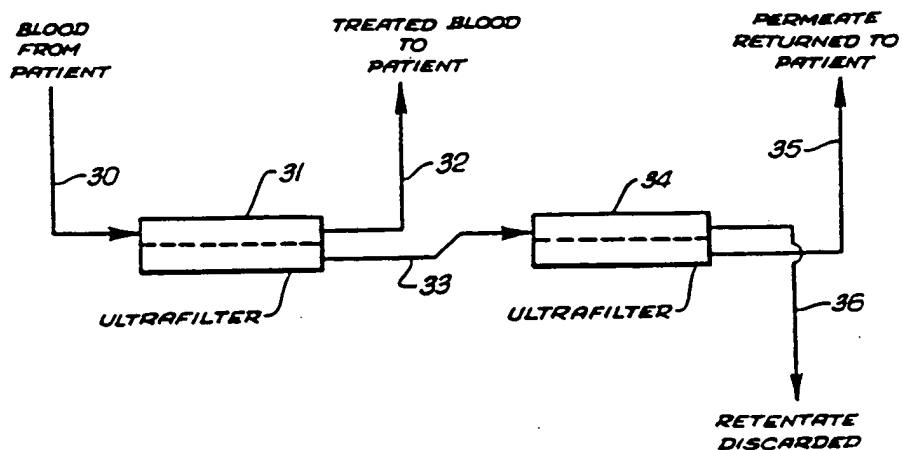 BLOOD
FROM
PATIENT
TREATED BLOOD
TO
PATIENT
PERMEATE
RETURNED TO
PATIENT
30
31
32
33
34
35
36
ULTRAFILTER
ULTRAFILTER
RETENTATE
DISCARDED